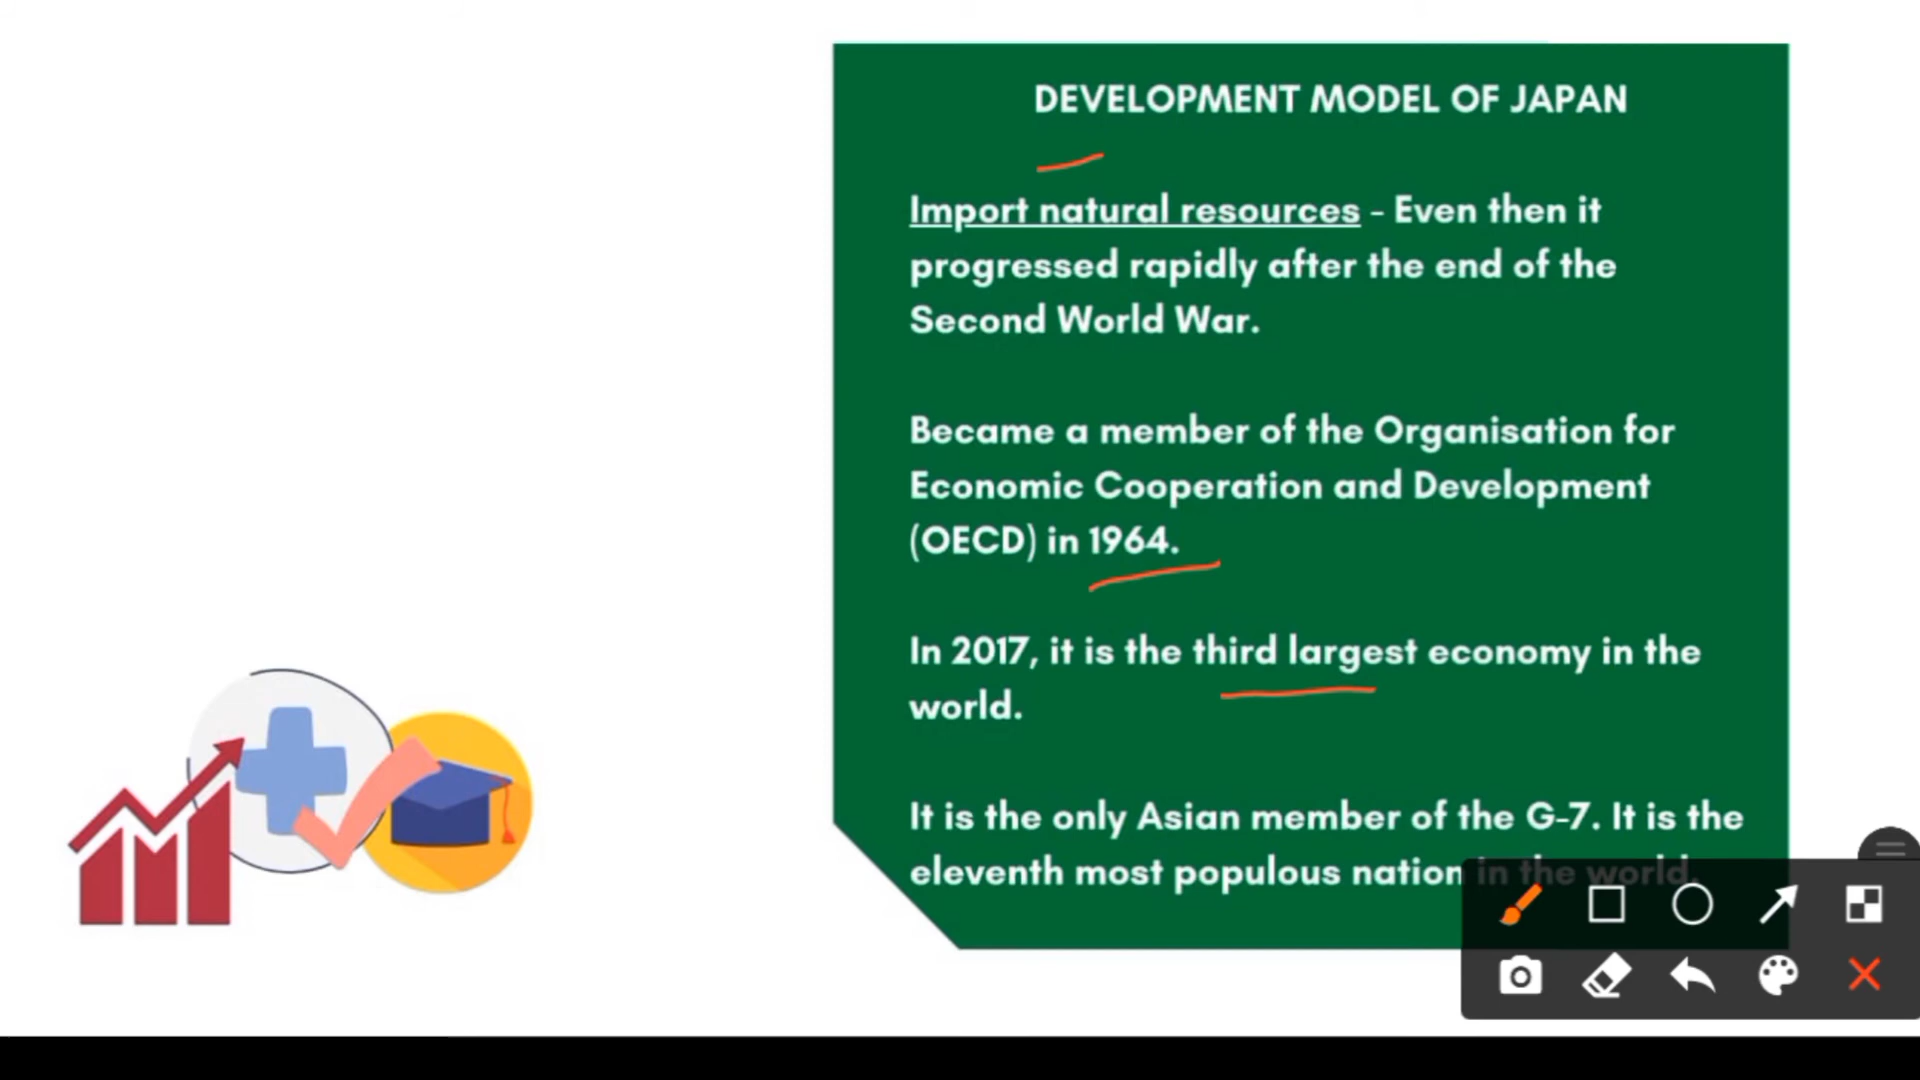 DEVELOPMENT MODEL OF JAPAN
Import natural resources - Even then it
progressed rapidly after the end of the
Second World War.
Became a member of the Organisation for
Economic Cooperation and Development
(OECD) in 1964.
In 2017, it is the third largest economy in the
world.
It is the only Asian member of the G-7. It is the
eleventh most populous nation in the world.